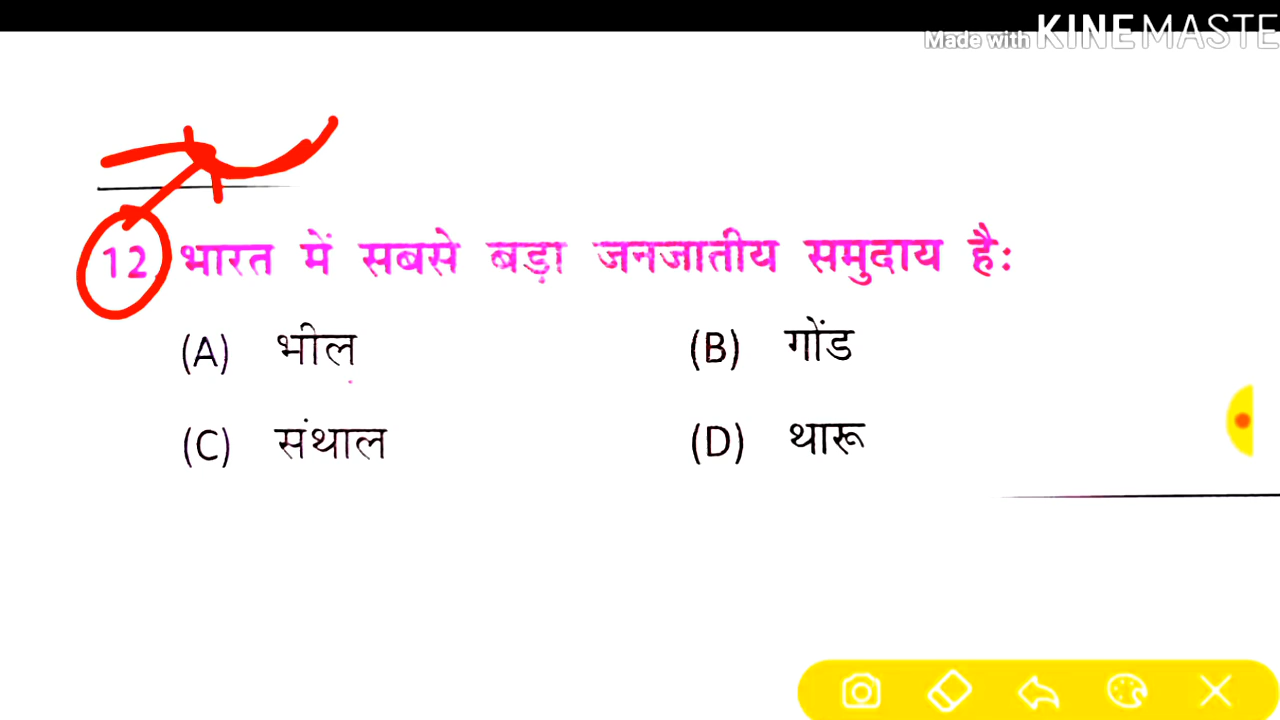 Made with KINEMASTE
12. भारत में सबसे बड़ा जनजातीय समुदाय है:
(A) भील (B) गोंड
(C) संथाल (D) थारू